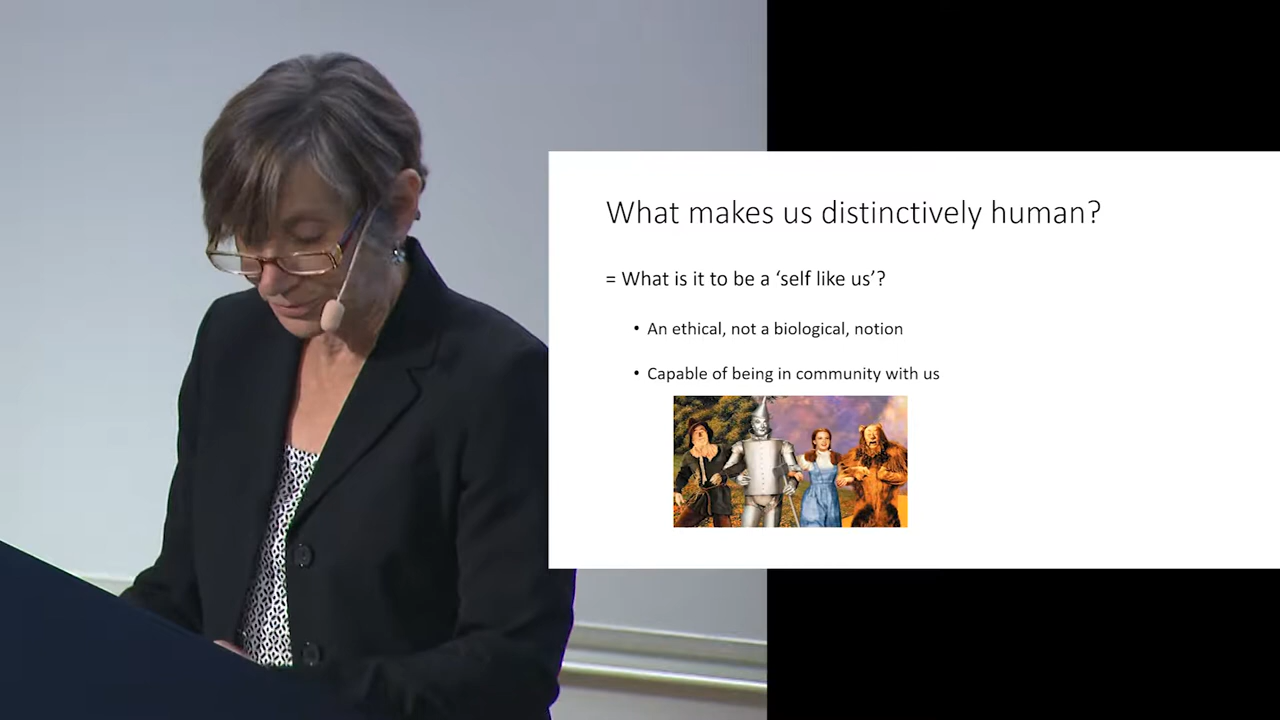 What makes us distinctively human?
= What is it to be a ‘self like us’?
• An ethical, not a biological, notion
• Capable of being in community with us